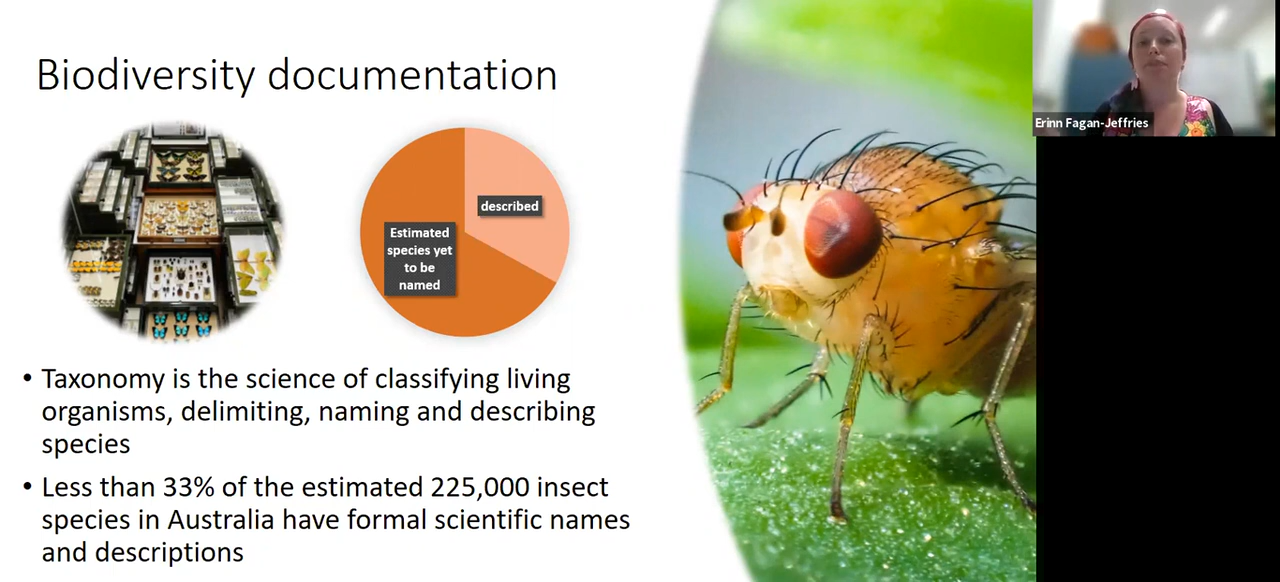 Biodiversity documentation
described
Estimated
species yet
to be
named
• Taxonomy is the science of classifying living
organisms, delimiting, naming and describing
species
• Less than 33% of the estimated 225,000 insect
species in Australia have formal scientific names
and descriptions
Erinn Fagan-Jeffries